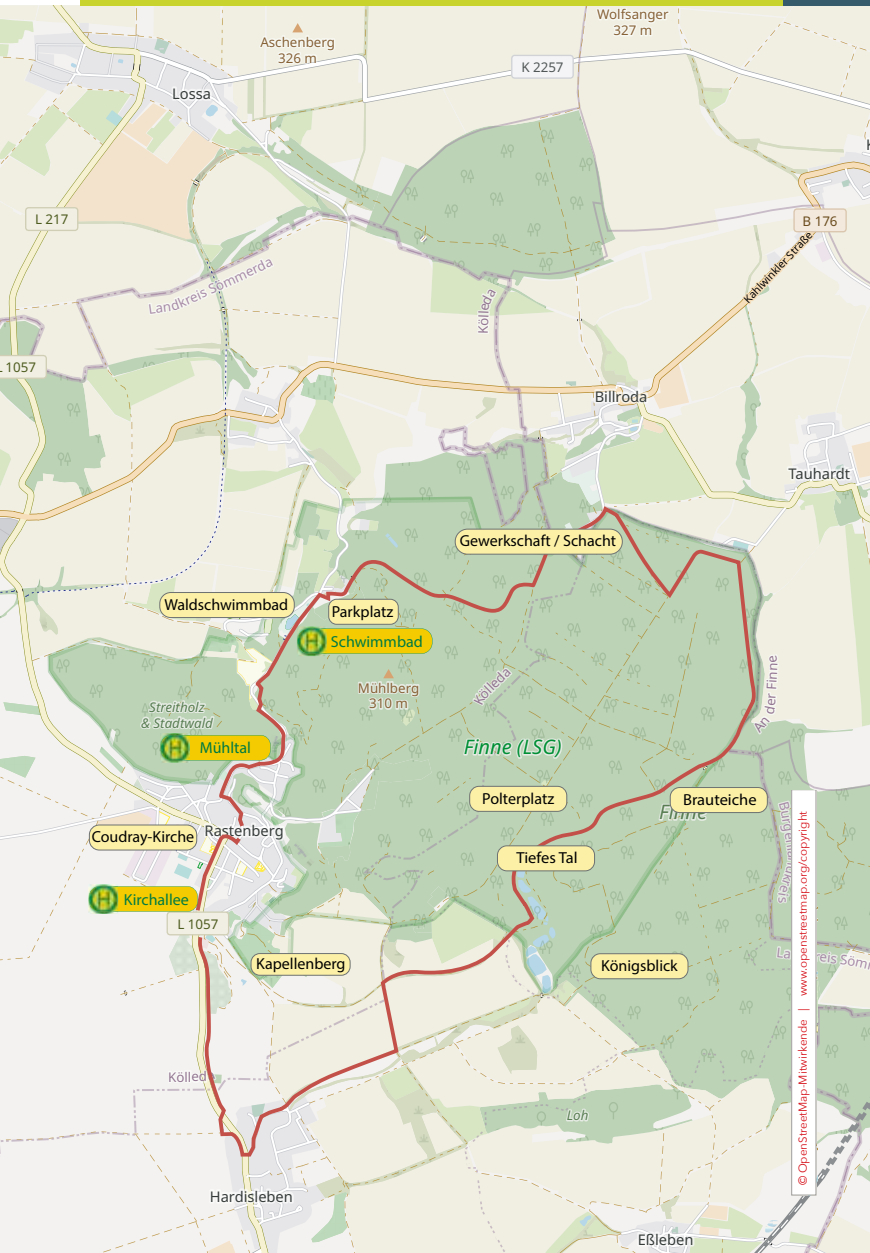 Wolfsanger
327 m
Aschenberg
326 m
K 2257
Lossa
L 217
B 176
Kahlwinkler Straße
Landkreis Sömmerda
Kölleda
L 1057
Billroda
Tauhardt
Gewerkschaft / Schacht
Waldschwimmbad
Parkplatz
H Schwimmbad
Mühlberg
310 m
Kölleda
An der Finne
Streitholz
& Stadtwald
H Mühltal
Finne (LSG)
Polterplatz
Brauteiche
Finne
Coudray-Kirche
Rastenberg
Tiefes Tal
Burgenlandkreis
H Kirchallee
L 1057
Kapellenberg
Königsblick
© OpenStreetMap-Mitwirkende | www.openstreetmap.org/copyright
Kölled
Loh
Hardisleben
Eßleben